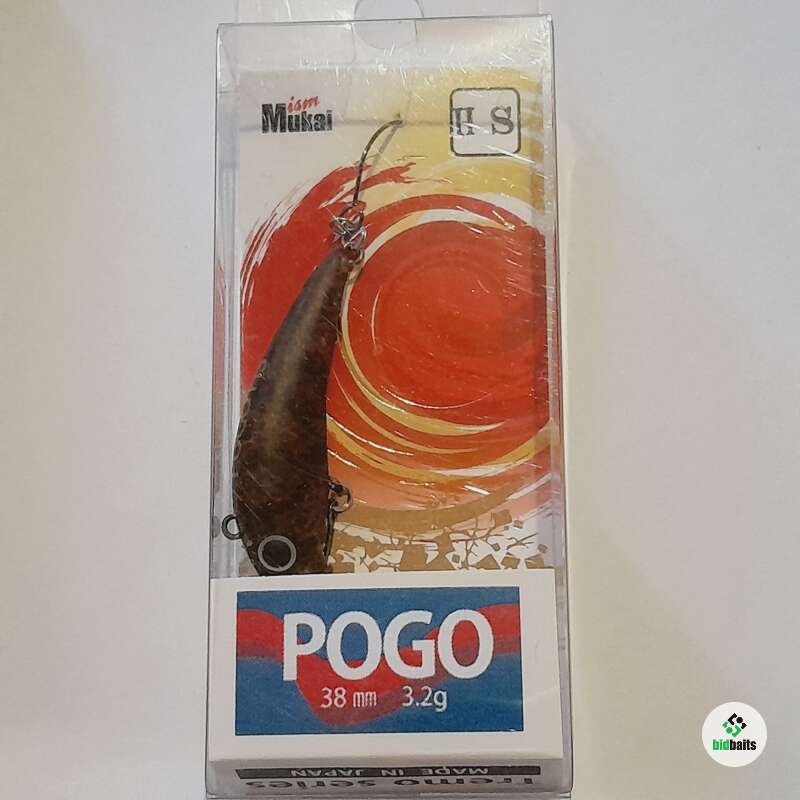 ism
Mukai
II S
POGO
38 mm 3.2g
MADE IN JAPAN
Tremo series
bidbaits